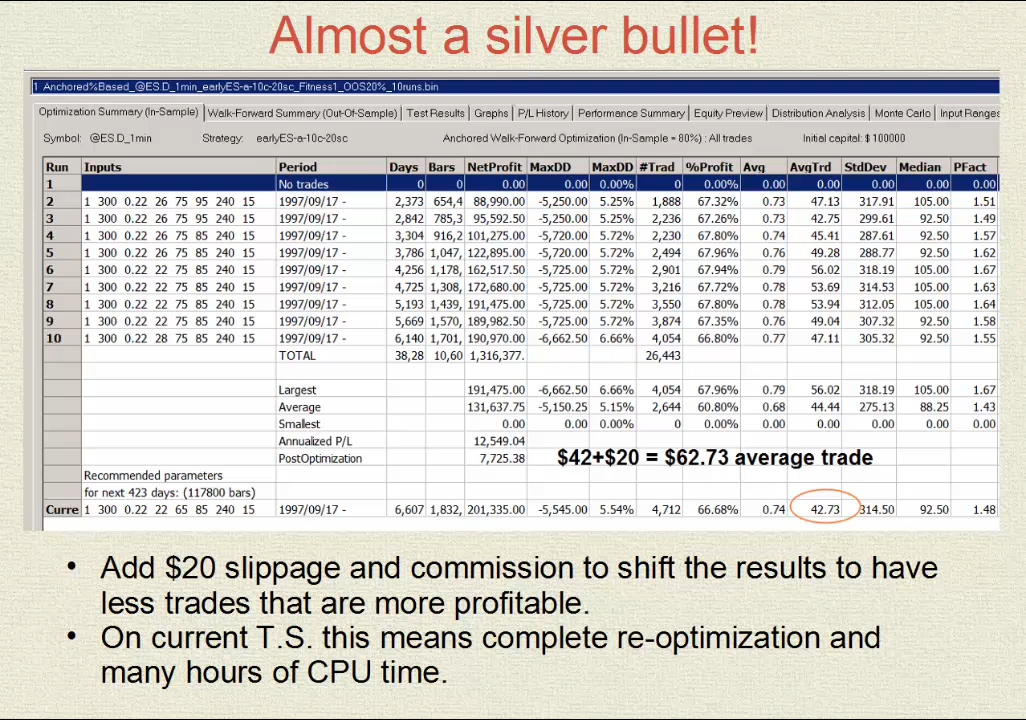 Almost a silver bullet!
1 Anchored%Based_@ES.D_1min_earlyES-a-10c-20sc_Fitness1_OOS20%_10runs.bin
Optimization Summary (In-Sample) Walk-Forward Summary (Out-Of-Sample) Test Results Graphs P/L History Performance Summary Equity Preview Distribution Analysis Monte Carlo Input Ranges
Symbol: @ES.D_1min Strategy: earlyES-a-10c-20sc Anchored Walk-Forward Optimization (In-Sample = 80%) : All trades Initial capital: $ 100000
Run Inputs Period Days Bars NetProfit MaxDD MaxDD #Trad %Profit Avg AvgTrd StdDev Median PFact
1 No trades 0 0 0.00 0.00 0.00% 0 0.00% 0.00 0.00 0.00 0.00 0.00
2 1 300 0.22 26 75 95 240 15 1997/09/17 - 2,373 654,4 88,990.00 -5,250.00 5.25% 1,888 67.32% 0.73 47.13 317.91 105.00 1.51
3 1 300 0.22 26 75 95 240 15 1997/09/17 - 2,842 785,3 95,592.50 -5,250.00 5.25% 2,236 67.26% 0.73 42.75 299.61 92.50 1.49
4 1 300 0.22 26 75 85 240 15 1997/09/17 - 3,304 916,2 101,275.00 -5,720.00 5.72% 2,230 67.80% 0.74 45.41 287.61 92.50 1.57
5 1 300 0.22 26 75 85 240 15 1997/09/17 - 3,786 1,047, 122,895.00 -5,720.00 5.72% 2,494 67.96% 0.76 49.28 288.77 92.50 1.62
6 1 300 0.22 22 75 85 240 15 1997/09/17 - 4,256 1,178, 162,517.50 -5,725.00 5.72% 2,901 67.94% 0.79 56.02 318.19 105.00 1.67
7 1 300 0.22 22 75 85 240 15 1997/09/17 - 4,725 1,308, 172,680.00 -5,725.00 5.72% 3,216 67.72% 0.78 53.69 314.53 105.00 1.63
8 1 300 0.22 22 75 85 240 15 1997/09/17 - 5,193 1,439, 191,475.00 -5,725.00 5.72% 3,550 67.80% 0.78 53.94 312.05 105.00 1.64
9 1 300 0.22 22 75 85 240 15 1997/09/17 - 5,669 1,570, 189,982.50 -5,725.00 5.72% 3,874 67.35% 0.76 49.04 307.32 92.50 1.58
10 1 300 0.22 28 75 85 240 15 1997/09/17 - 6,140 1,701, 190,970.00 -6,662.50 6.66% 4,054 66.80% 0.77 47.11 305.32 92.50 1.55
TOTAL 38,28 10,60 1,316,377. 26,443
Largest 191,475.00 -6,662.50 6.66% 4,054 67.96% 0.79 56.02 318.19 105.00 1.67
Average 131,637.75 -5,150.25 5.15% 2,644 60.80% 0.68 44.44 275.13 88.25 1.43
Smallest 0.00 0.00 0.00% 0 0.00% 0.00 0.00 0.00 0.00 0.00
Annualized P/L 12,549.04
PostOptimization 7,725.38 $42+$20 = $62.73 average trade
Recommended parameters
for next 423 days: (117800 bars)
Curre 1 300 0.22 22 65 85 240 15 1997/09/17 - 6,607 1,832, 201,335.00 -5,545.00 5.54% 4,712 66.68% 0.74 42.73 314.50 92.50 1.48
• Add $20 slippage and commission to shift the results to have
less trades that are more profitable.
• On current T.S. this means complete re-optimization and
many hours of CPU time.